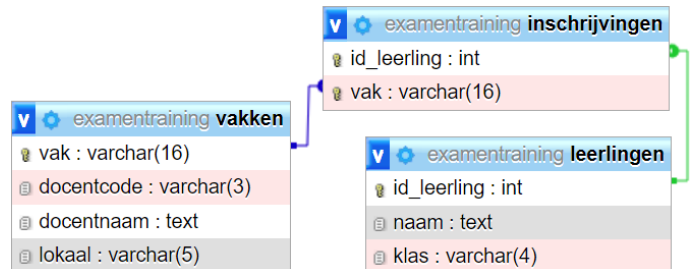 v examentraining inschrijvingen
id_leerling : int
vak : varchar(16)
v examentraining vakken
vak : varchar(16)
docentcode : varchar(3)
docentnaam : text
lokaal : varchar(5)
v examentraining leerlingen
id_leerling : int
naam : text
klas : varchar(4)